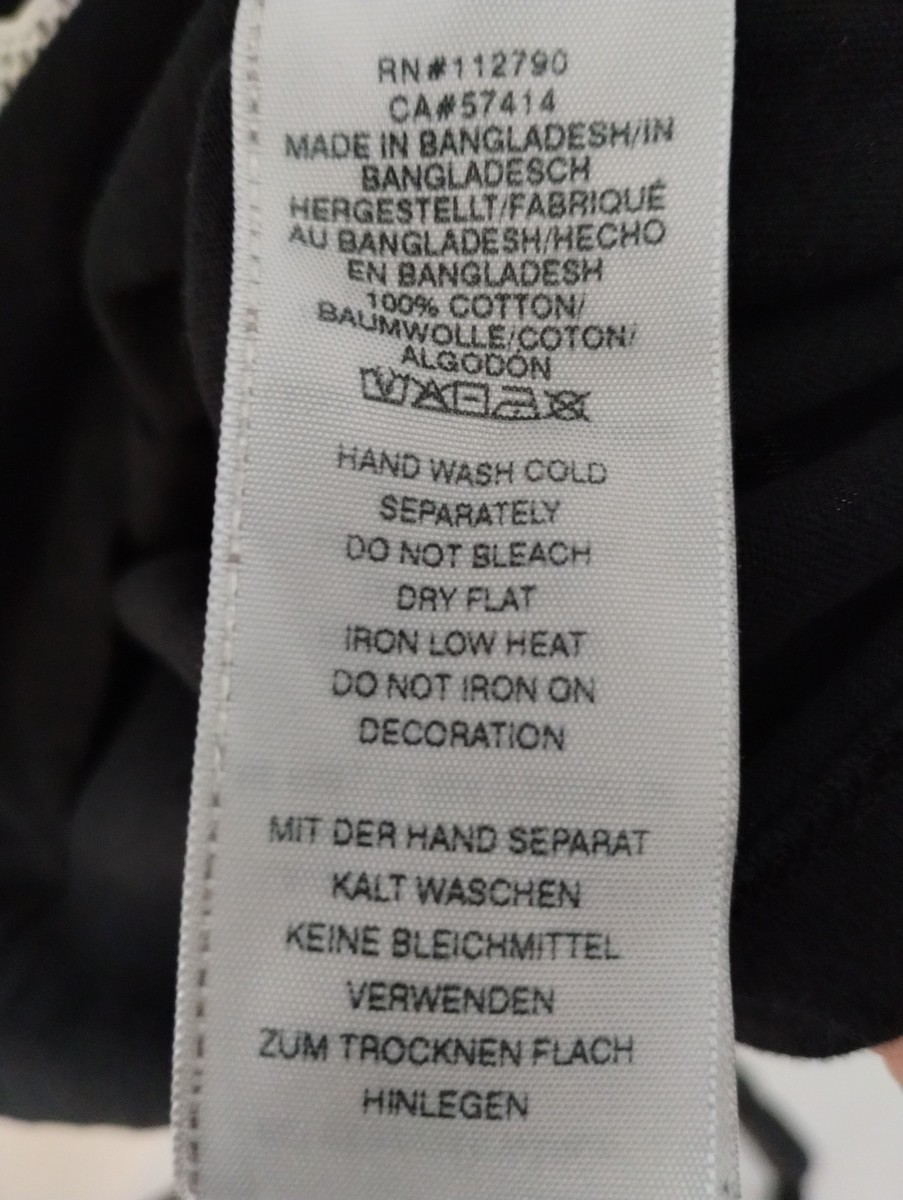 RN#112790
CA#57414
MADE IN BANGLADESH/IN
BANGLADESCH
HERGESTELLT/FABRIQUÉ
AU BANGLADESH/HECHO
EN BANGLADESH
100% COTTON/
BAUMWOLLE/COTON/
ALGODÓN
HAND WASH COLD
SEPARATELY
DO NOT BLEACH
DRY FLAT
IRON LOW HEAT
DO NOT IRON ON
DECORATION
MIT DER HAND SEPARAT
KALT WASCHEN
KEINE BLEICHMITTEL
VERWENDEN
ZUM TROCKNEN FLACH
HINLEGEN